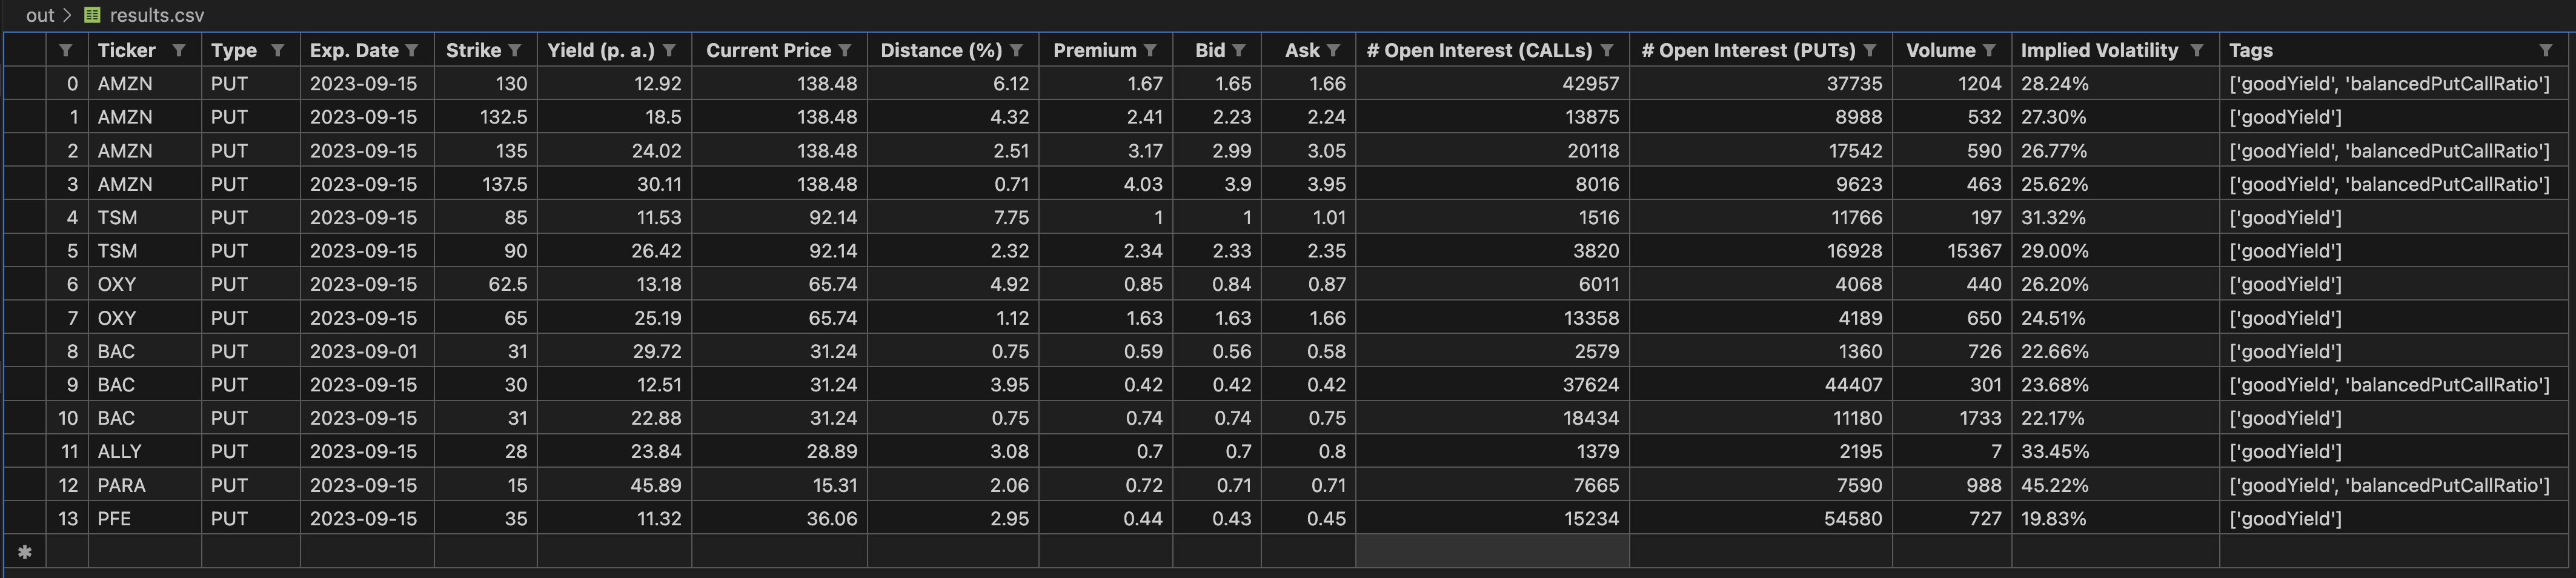 out > results.csv
Ticker Type Exp. Date Strike Yield (p. a.) Current Price Distance (%) Premium Bid Ask # Open Interest (CALLs) # Open Interest (PUTs) Volume Implied Volatility Tags
0 AMZN PUT 2023-09-15 130 12.92 138.48 6.12 1.67 1.65 1.66 42957 37735 1204 28.24% ['goodYield', 'balancedPutCallRatio']
1 AMZN PUT 2023-09-15 132.5 18.5 138.48 4.32 2.41 2.23 2.24 13875 8988 532 27.30% ['goodYield']
2 AMZN PUT 2023-09-15 135 24.02 138.48 2.51 3.17 2.99 3.05 20118 17542 590 26.77% ['goodYield', 'balancedPutCallRatio']
3 AMZN PUT 2023-09-15 137.5 30.11 138.48 0.71 4.03 3.9 3.95 8016 9623 463 25.62% ['goodYield', 'balancedPutCallRatio']
4 TSM PUT 2023-09-15 85 11.53 92.14 7.75 1 1 1.01 1516 11766 197 31.32% ['goodYield']
5 TSM PUT 2023-09-15 90 26.42 92.14 2.32 2.34 2.33 2.35 3820 16928 15367 29.00% ['goodYield']
6 OXY PUT 2023-09-15 62.5 13.18 65.74 4.92 0.85 0.84 0.87 6011 4068 440 26.20% ['goodYield']
7 OXY PUT 2023-09-15 65 25.19 65.74 1.12 1.63 1.63 1.66 13358 4189 650 24.51% ['goodYield']
8 BAC PUT 2023-09-01 31 29.72 31.24 0.75 0.59 0.56 0.58 2579 1360 726 22.66% ['goodYield']
9 BAC PUT 2023-09-15 30 12.51 31.24 3.95 0.42 0.42 0.42 37624 44407 301 23.68% ['goodYield', 'balancedPutCallRatio']
10 BAC PUT 2023-09-15 31 22.88 31.24 0.75 0.74 0.74 0.75 18434 11180 1733 22.17% ['goodYield']
11 ALLY PUT 2023-09-15 28 23.84 28.89 3.08 0.7 0.7 0.8 1379 2195 7 33.45% ['goodYield']
12 PARA PUT 2023-09-15 15 45.89 15.31 2.06 0.72 0.71 0.71 7665 7590 988 45.22% ['goodYield', 'balancedPutCallRatio']
13 PFE PUT 2023-09-15 35 11.32 36.06 2.95 0.44 0.43 0.45 15234 54580 727 19.83% ['goodYield']